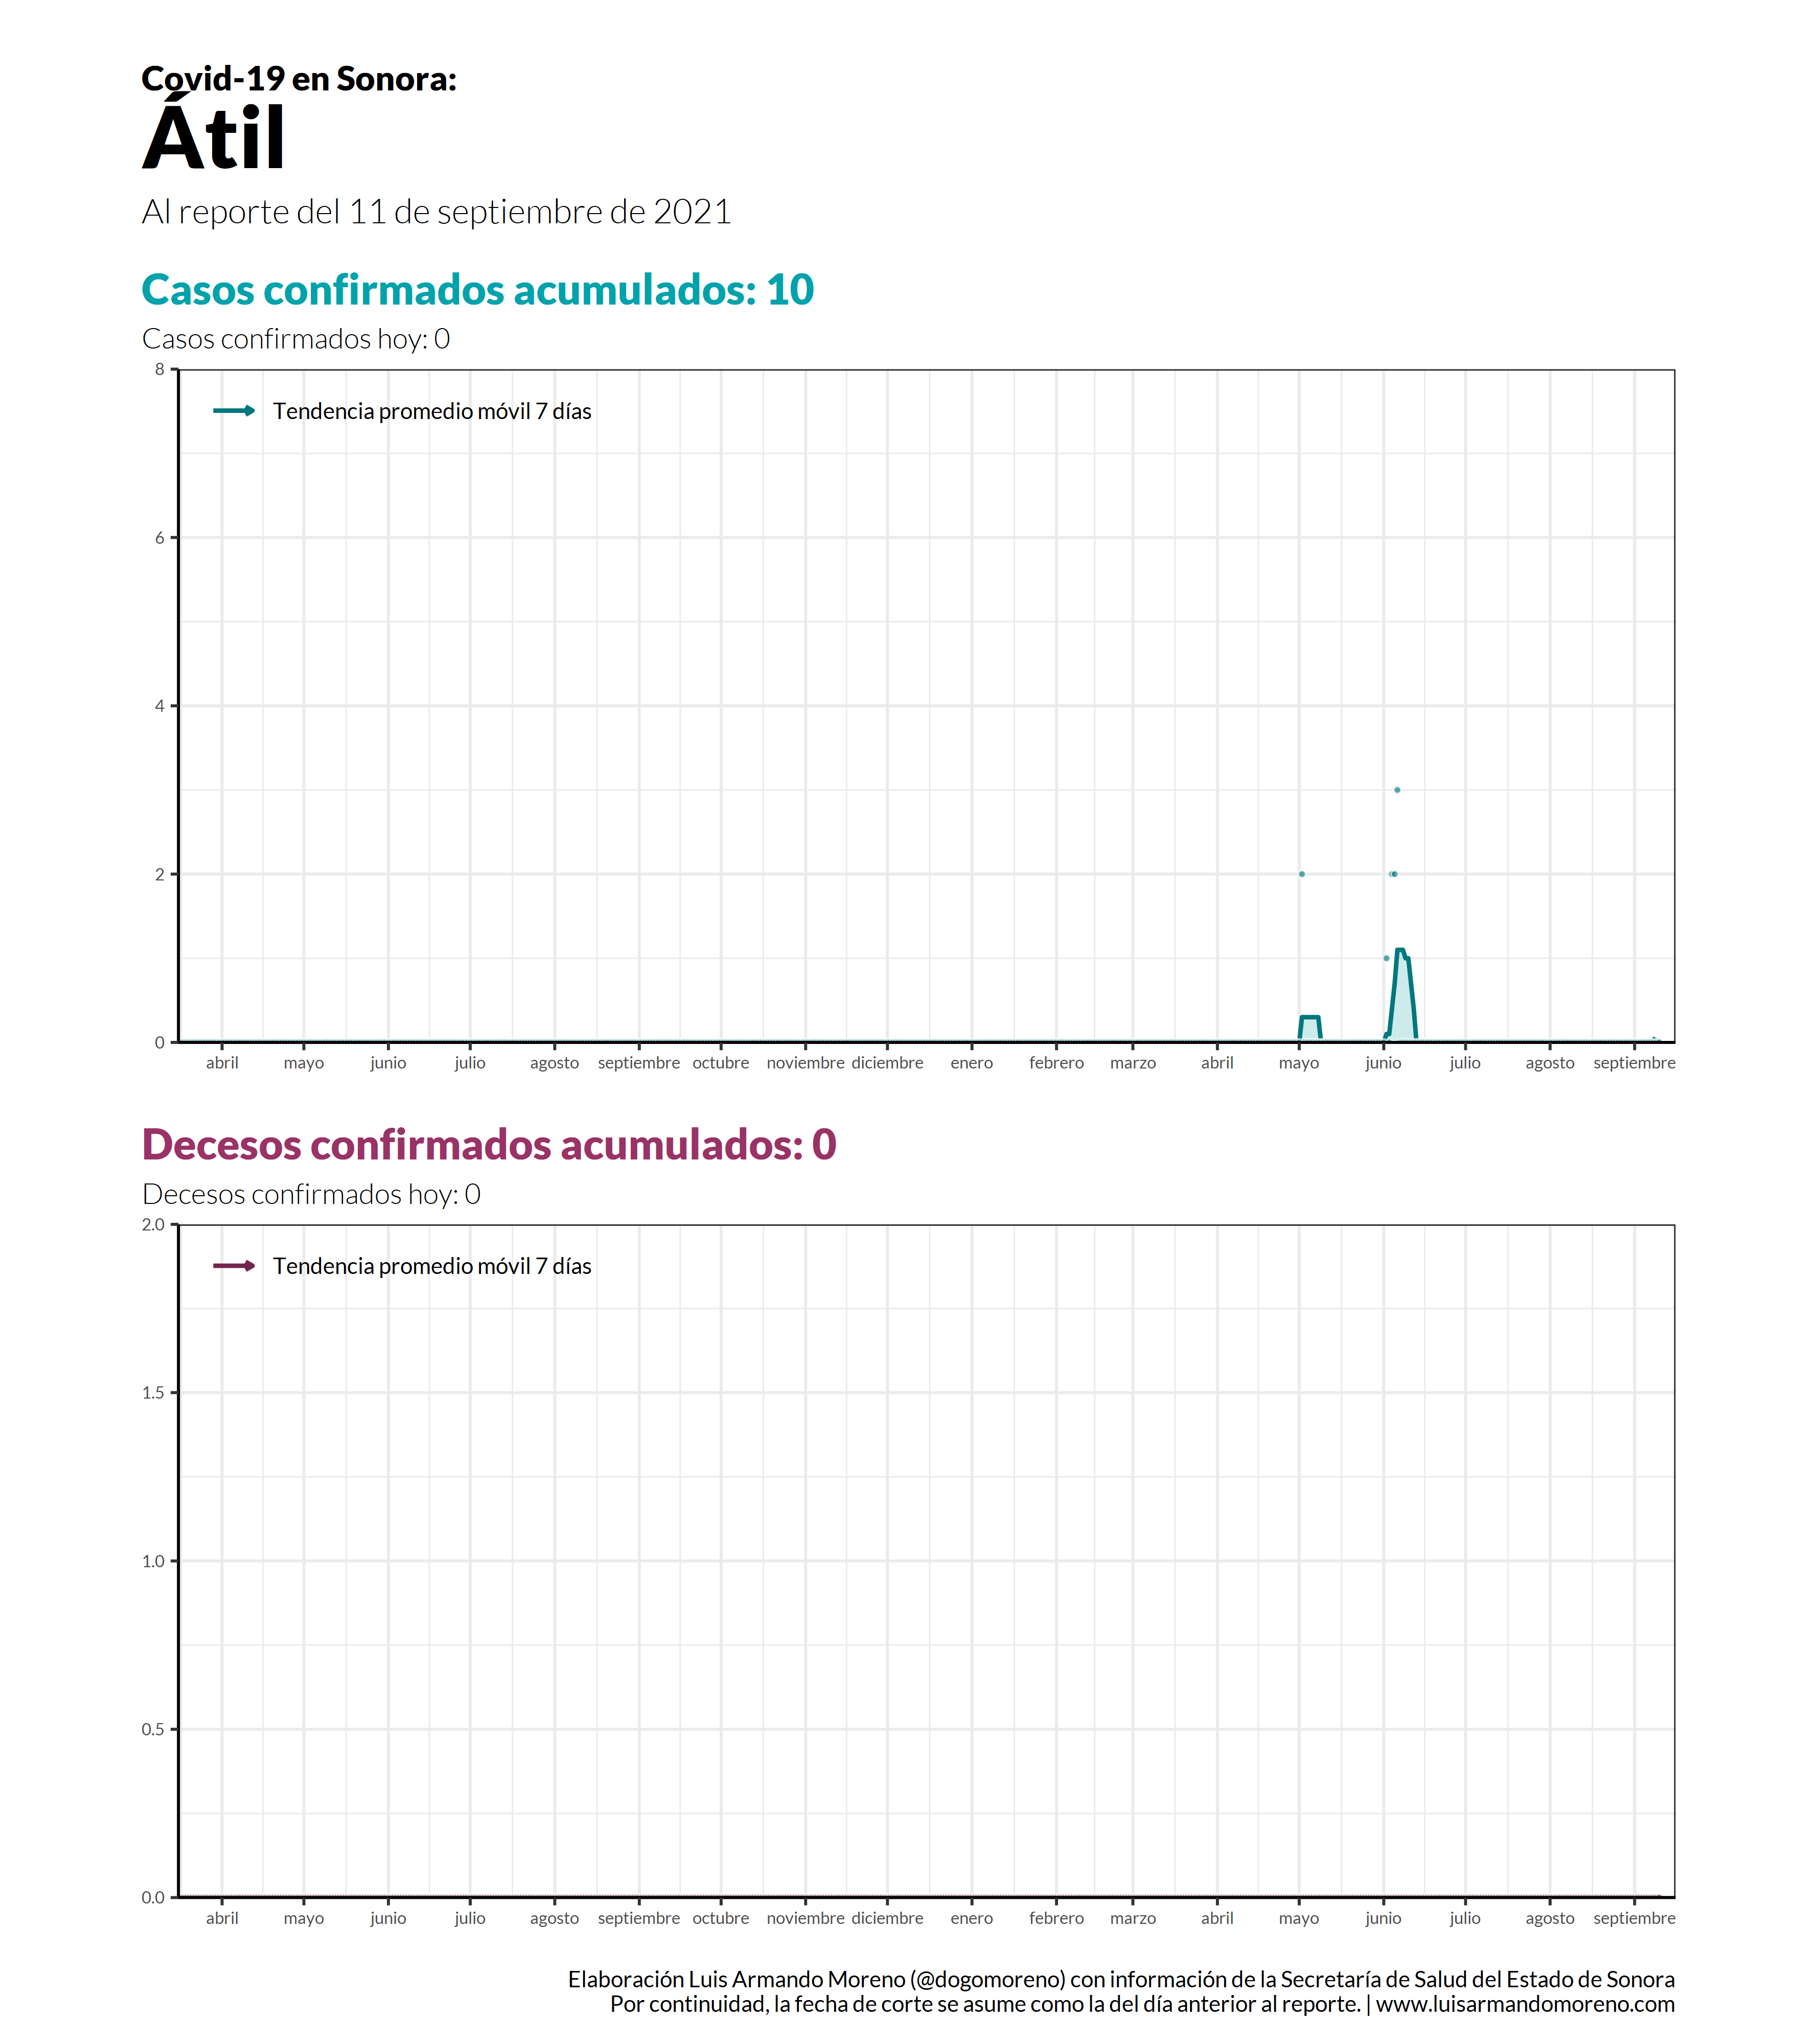 Covid-19 en Sonora:
Átil
Al reporte del 11 de septiembre de 2021
Casos confirmados acumulados: 10
Casos confirmados hoy: 0
8
Tendencia promedio móvil 7 días
6
4
2
0
abril mayo junio julio agosto septiembre octubre noviembre diciembre enero febrero marzo abril mayo junio julio agosto septiembre
Decesos confirmados acumulados: 0
Decesos confirmados hoy: 0
2.0
Tendencia promedio móvil 7 días
1.5
1.0
0.5
0.0
abril mayo junio julio agosto septiembre octubre noviembre diciembre enero febrero marzo abril mayo junio julio agosto septiembre
Elaboración Luis Armando Moreno (@dogomoreno) con información de la Secretaría de Salud del Estado de Sonora
Por continuidad, la fecha de corte se asume como la del día anterior al reporte. | www.luisarmandomoreno.com